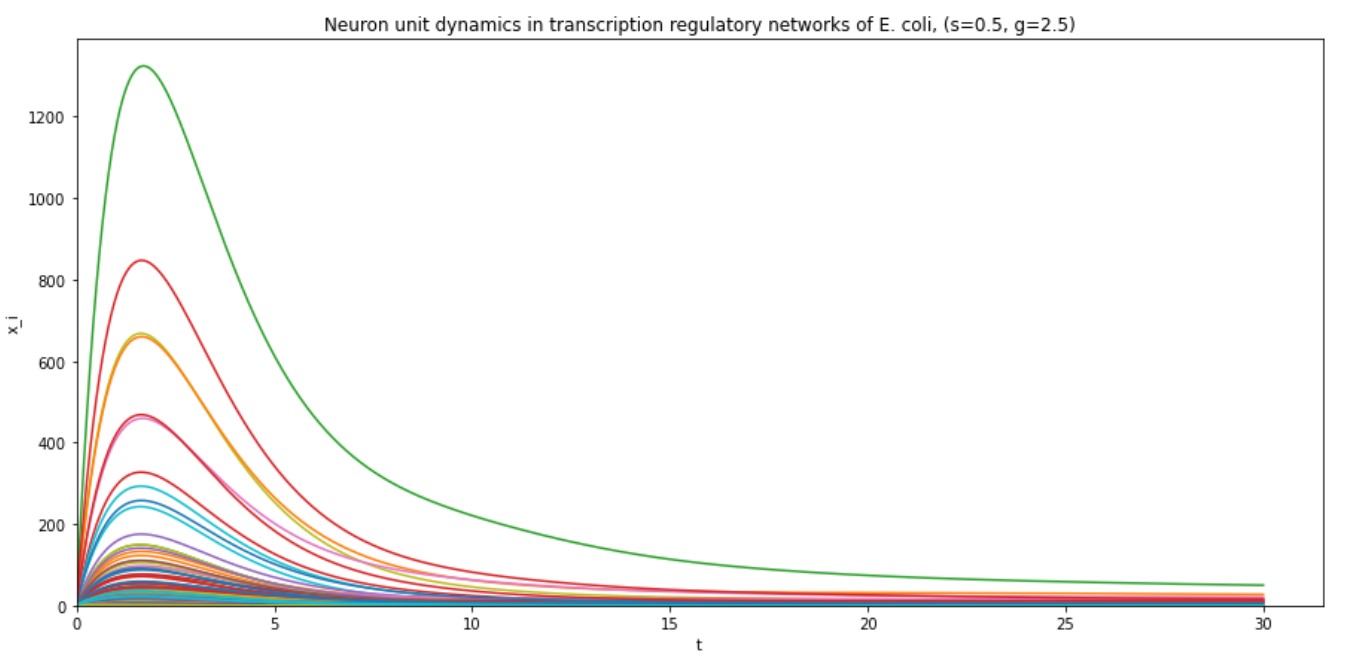 Neuron unit dynamics in transcription regulatory networks of E. coli, (s=0.5, g=2.5)
1200
1000
800
600
400
200
0
x_i
0 5 10 15 20 25 30
t